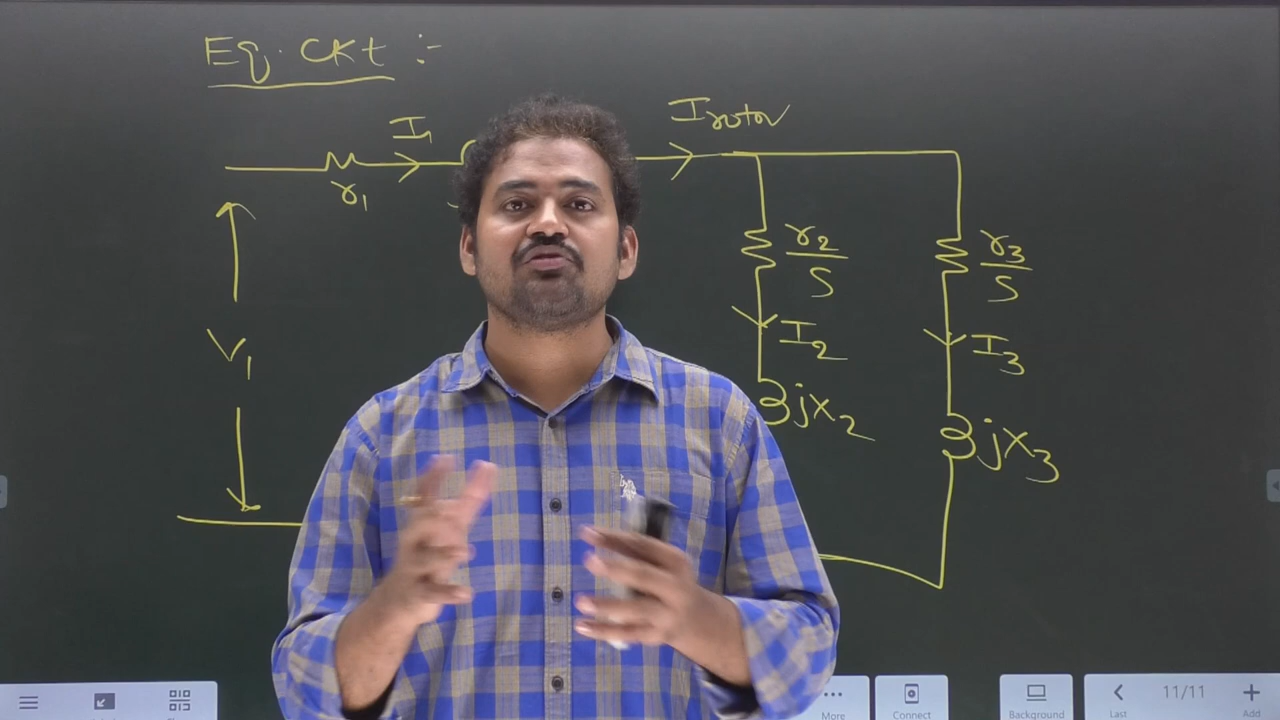 Eq. Ckt :-
I1
Irotor
r1
V1
r2/S
r3/S
I2
I3
jx2
jx3
More
Connect
Background
Last
11/11
Add